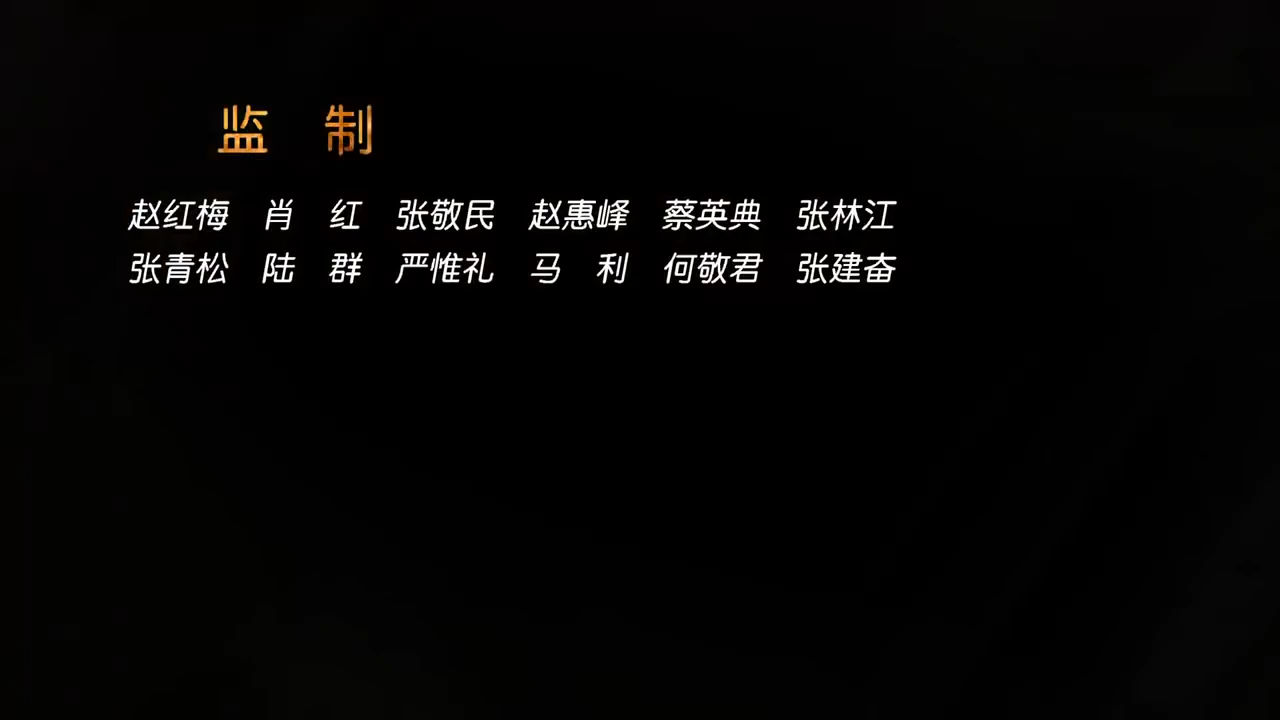 监 制
赵红梅 肖 红 张敬民 赵惠峰 蔡英典 张林江
张青松 陆 群 严惟礼 马 利 何敬君 张建奋